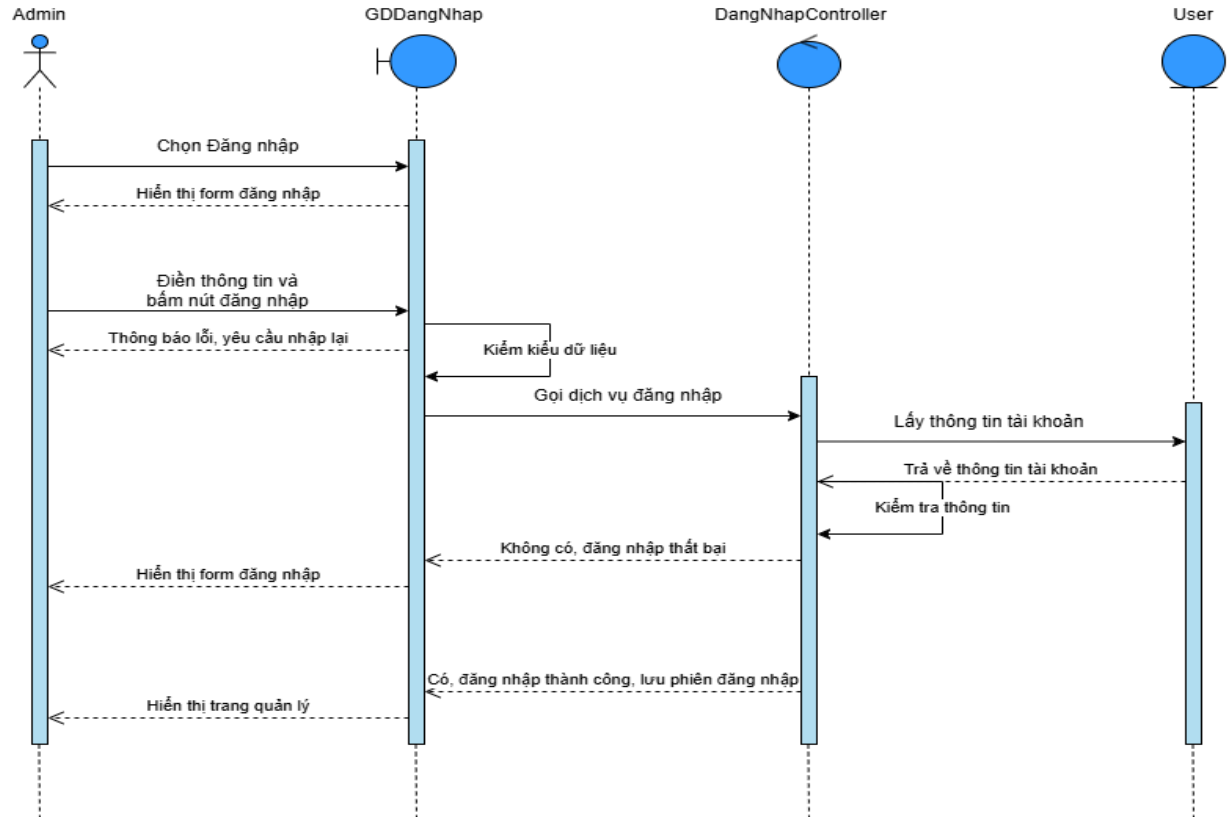 Admin
GDDangNhap
DangNhapController
User
Chọn Đăng nhập
Hiển thị form đăng nhập
Điền thông tin và
bấm nút đăng nhập
Thông báo lỗi, yêu cầu nhập lại
Kiểm kiểu dữ liệu
Gọi dịch vụ đăng nhập
Lấy thông tin tài khoản
Trả về thông tin tài khoản
Kiểm tra thông tin
Không có, đăng nhập thất bại
Hiển thị form đăng nhập
Có, đăng nhập thành công, lưu phiên đăng nhập
Hiển thị trang quản lý